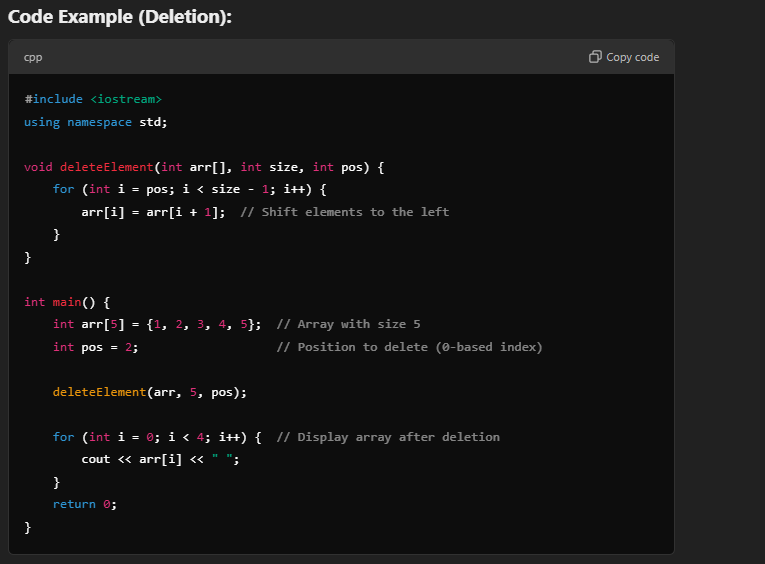 Code Example (Deletion):
cpp
Copy code
#include <iostream>
using namespace std;
void deleteElement(int arr[], int size, int pos) {
    for (int i = pos; i < size - 1; i++) {
        arr[i] = arr[i + 1];  // Shift elements to the left
    }
}
int main() {
    int arr[5] = {1, 2, 3, 4, 5};  // Array with size 5
    int pos = 2;                   // Position to delete (0-based index)
    deleteElement(arr, 5, pos);
    for (int i = 0; i < 4; i++) {  // Display array after deletion
        cout << arr[i] << " ";
    }
    return 0;
}